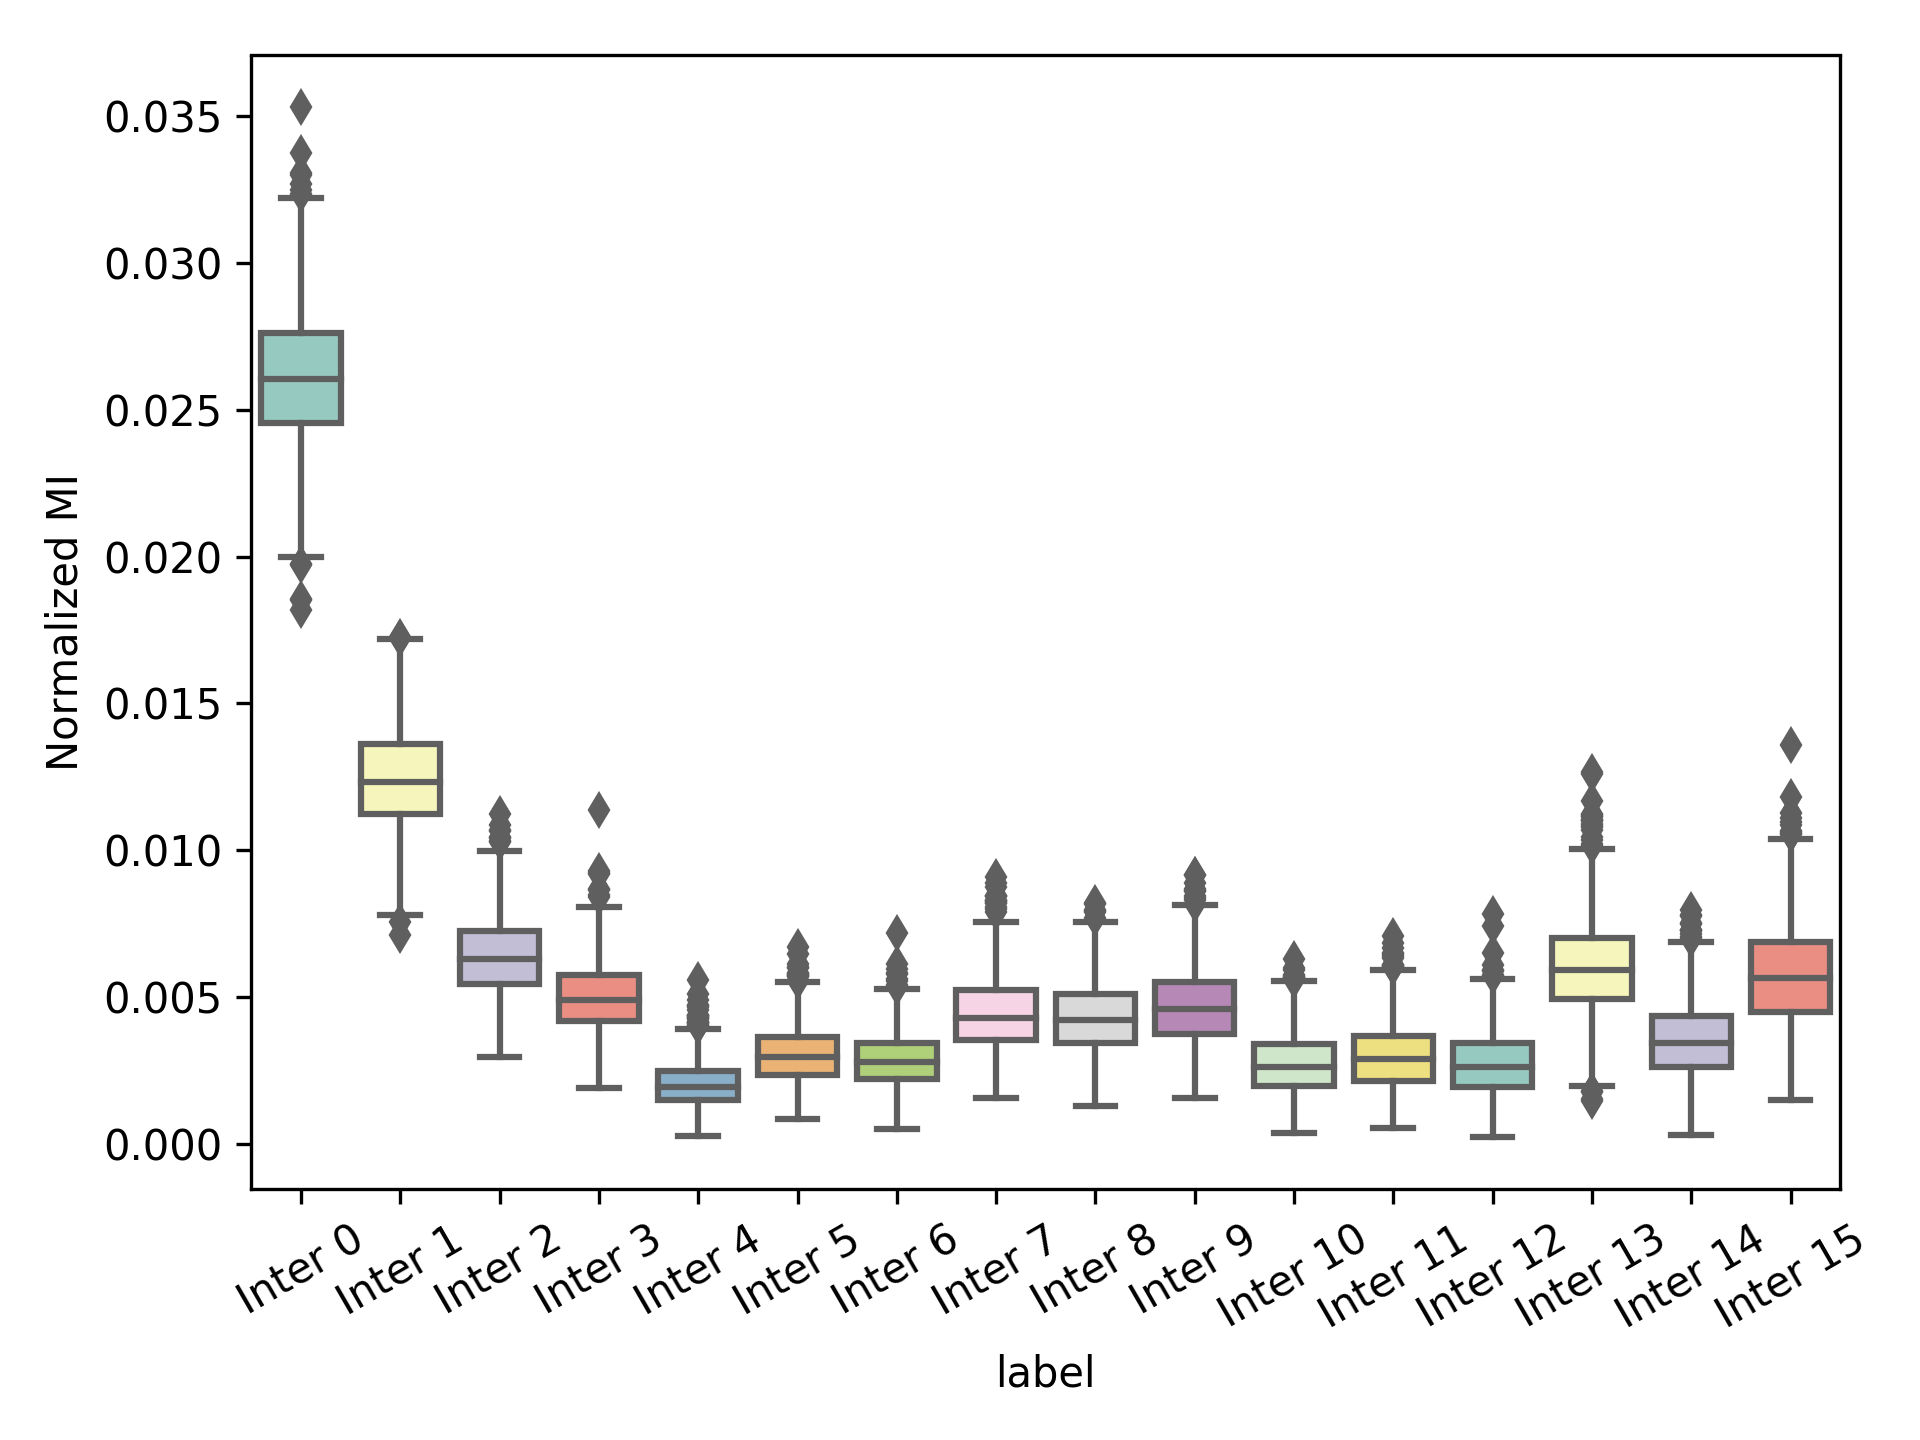 0.035
0.030
0.025
0.020
0.015
0.010
0.005
0.000
Normalized MI
Inter 0
Inter 1
Inter 2
Inter 3
Inter 4
Inter 5
Inter 6
Inter 7
Inter 8
Inter 9
Inter 10
Inter 11
Inter 12
Inter 13
Inter 14
Inter 15
label